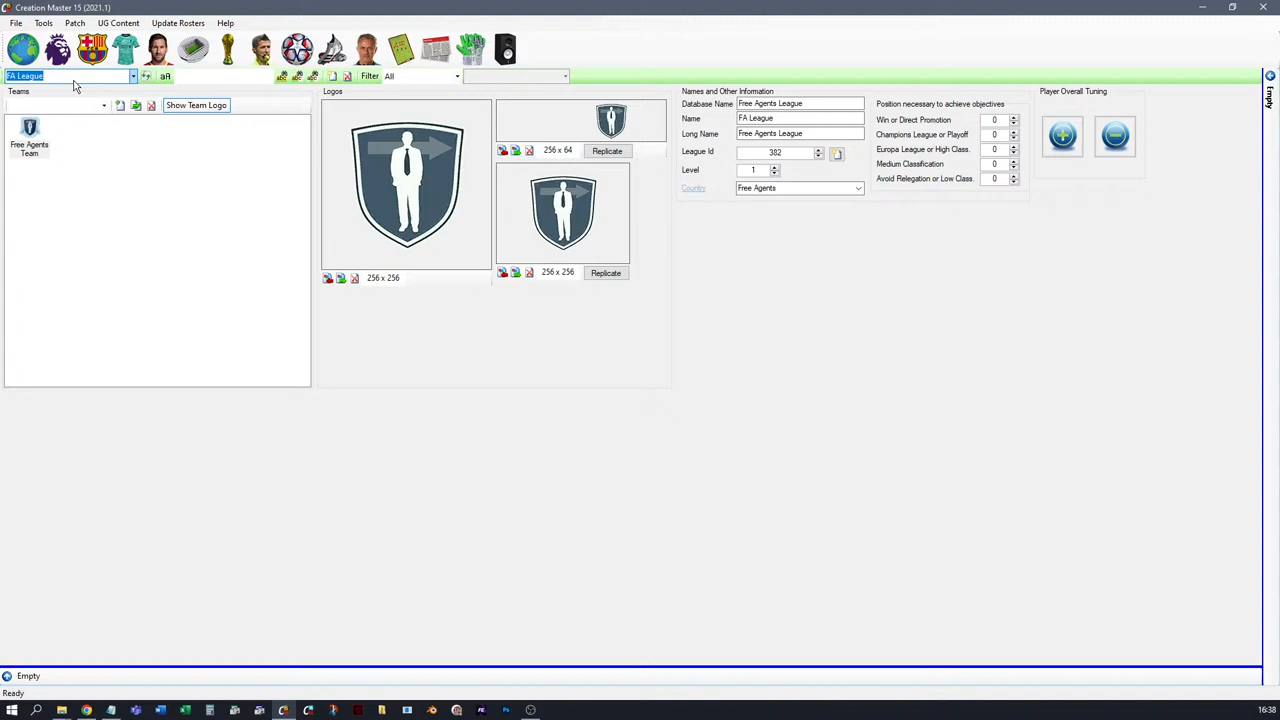 Creation Master 15 (2021.1)
File Tools Patch UG Content Update Rosters Help
FA League aA Filter All
Teams
Show Team Logo
Free Agents
Team
Logos
256 x 64 Replicate
256 x 256 Replicate
256 x 256
Names and Other Information
Database Name Free Agents League
Name FA League
Long Name Free Agents League
League Id 382
Level 1
Country Free Agents
Position necessary to achieve objectives
Win or Direct Promotion 0
Champions League or Playoff 0
Europa League or High Class. 0
Medium Classification 0
Avoid Relegation or Low Class. 0
Player Overall Tuning
Empty
Empty
Ready
16:38